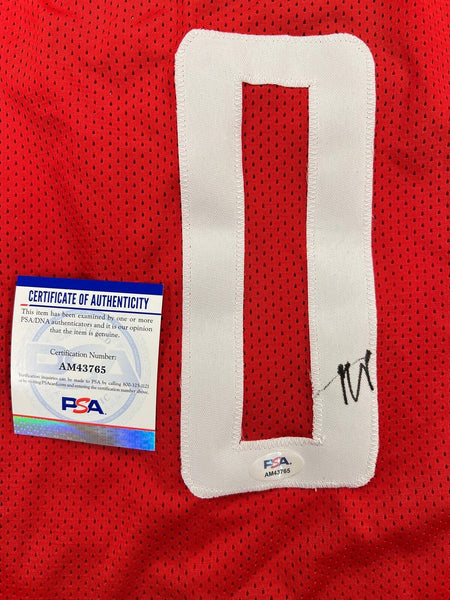 0
CERTIFICATE OF AUTHENTICITY
This item has been examined by one or more
PSA/DNA authenticators and it is our opinion
that the item is genuine.
Certification Number:
AM43765
PSA
PSA
AM43765